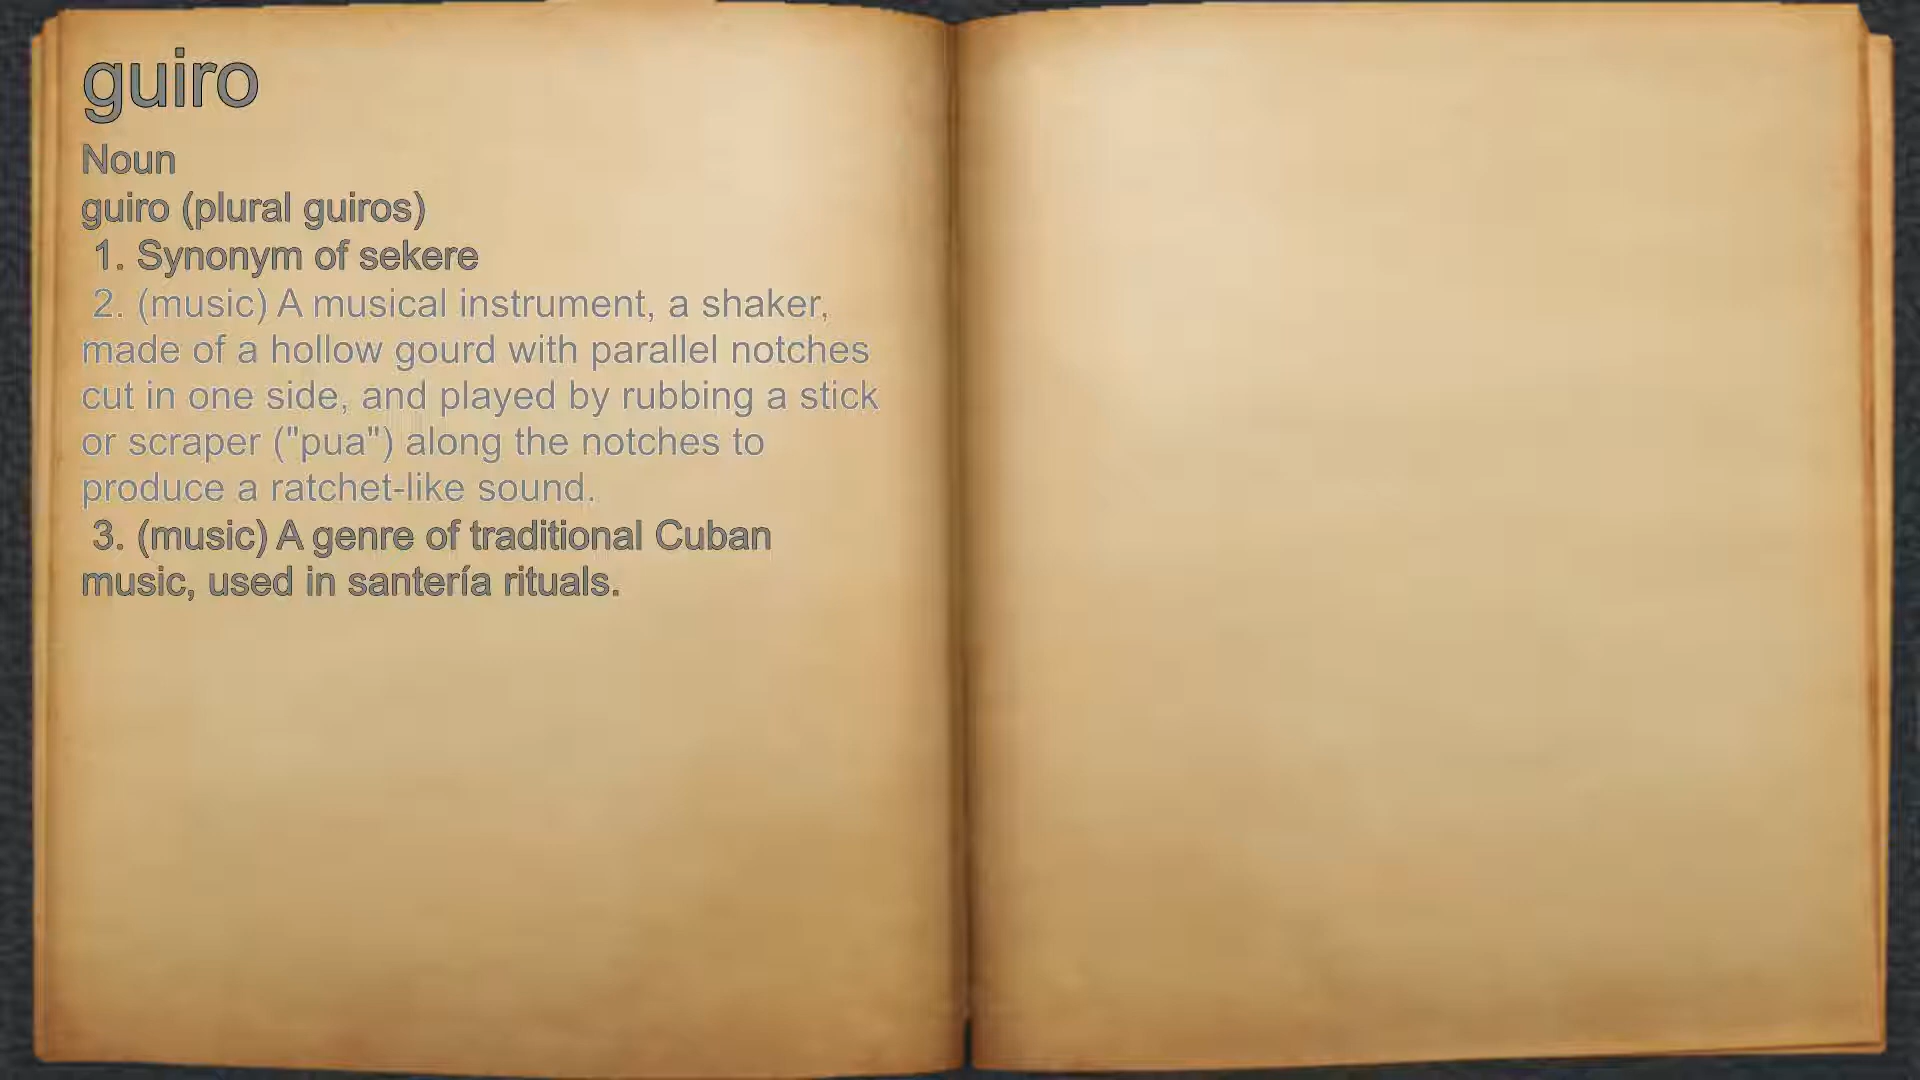 guiro
Noun
guiro (plural guiros)
1. Synonym of sekere
2. (music) A musical instrument, a shaker,
made of a hollow gourd with parallel notches
cut in one side, and played by rubbing a stick
or scraper ("pua") along the notches to
produce a ratchet-like sound.
3. (music) A genre of traditional Cuban
music, used in santería rituals.